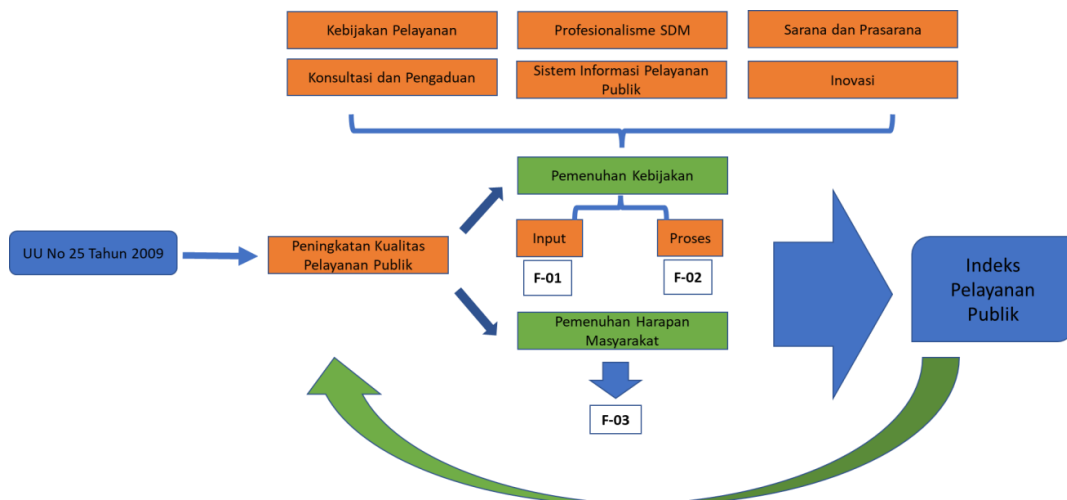 Kebijakan Pelayanan
Profesionalisme SDM
Sarana dan Prasarana
Konsultasi dan Pengaduan
Sistem Informasi Pelayanan
Publik
Inovasi
Pemenuhan Kebijakan
Input
Proses
F-01
F-02
UU No 25 Tahun 2009
Peningkatan Kualitas
Pelayanan Publik
Pemenuhan Harapan
Masyarakat
F-03
Indeks
Pelayanan
Publik